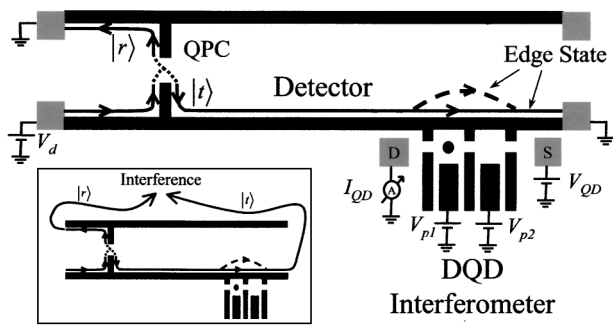 |r⟩
QPC
Edge State
|t⟩
Detector
V_d
D
S
I_QD
A
V_QD
V_p1
V_p2
DQD
Interferometer
Interference
|r⟩
|t⟩